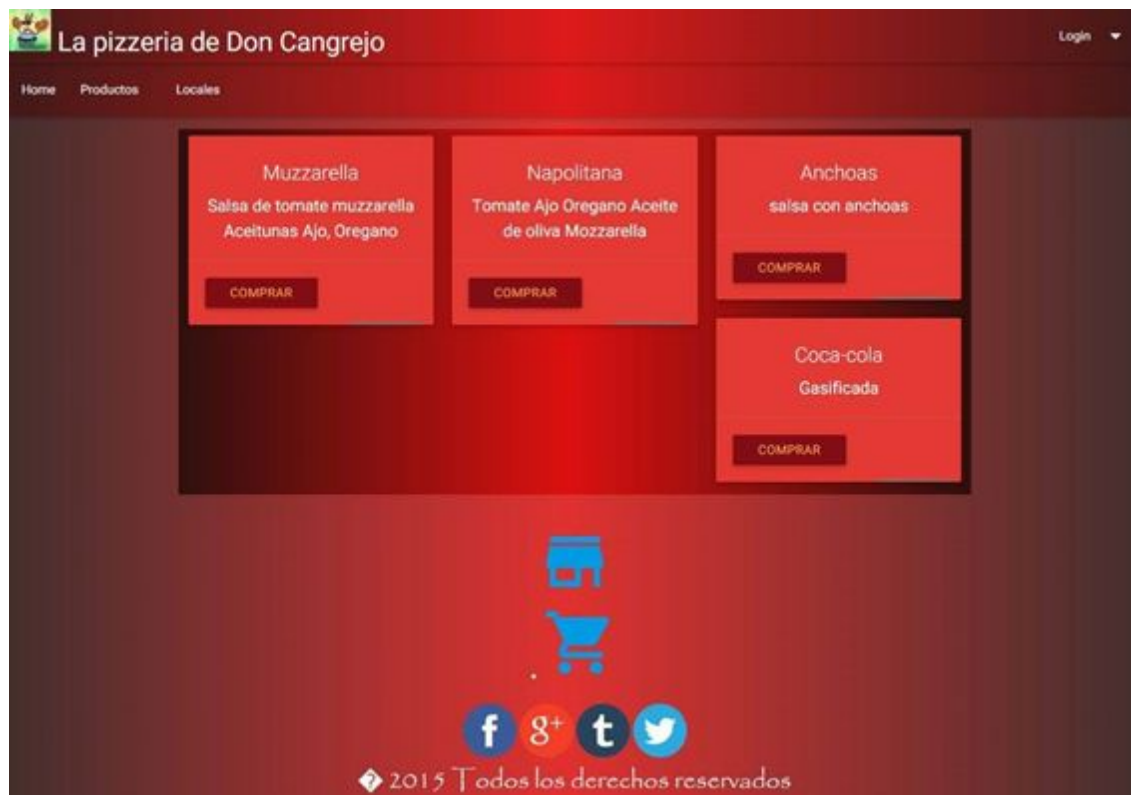 La pizzeria de Don Cangrejo
Login
Home Productos Locales
Muzzarella
Salsa de tomate muzzarella
Aceitunas Ajo, Oregano
COMPRAR
Napolitana
Tomate Ajo Oregano Aceite
de oliva Mozzarella
COMPRAR
Anchoas
salsa con anchoas
COMPRAR
Coca-cola
Gasificada
COMPRAR
.
f g+ t
� 2015 Todos los derechos reservados